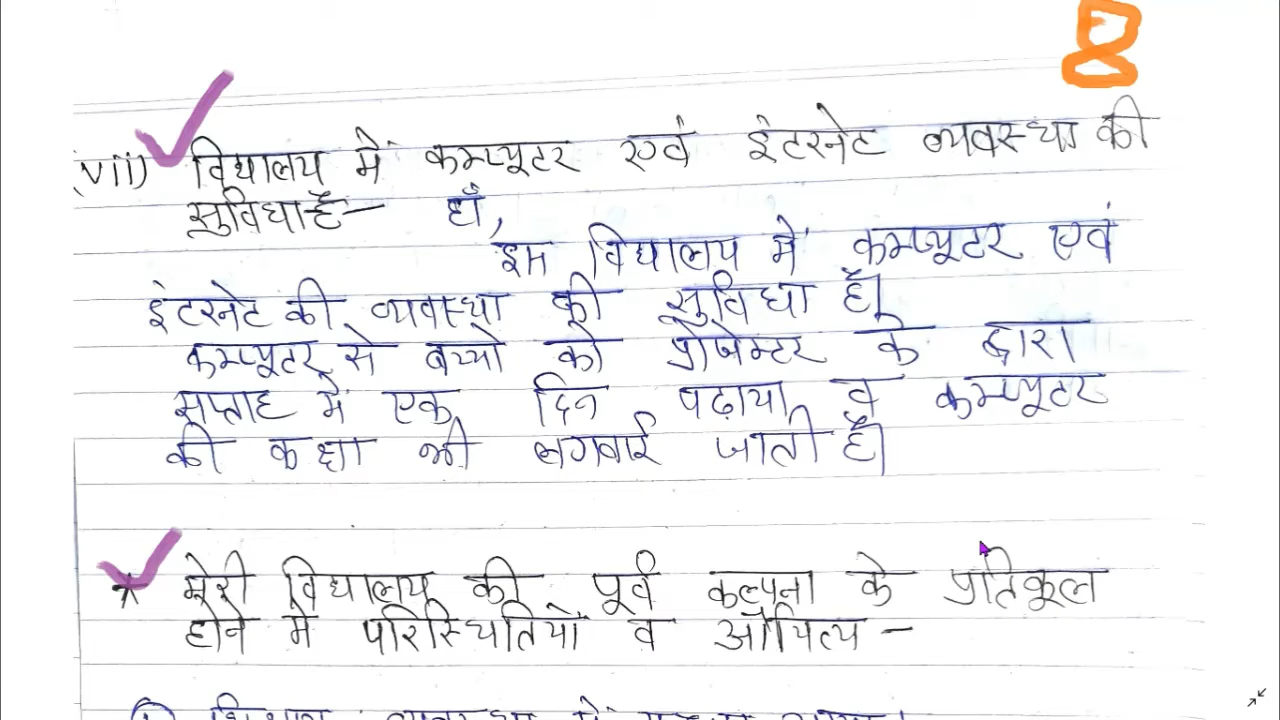 8
(vii) विद्यालय में कम्प्यूटर एवं इंटरनेट व्यवस्था की
सुविधा है- हाँ,
इस विद्यालय में कम्प्यूटर एवं
इंटरनेट की व्यवस्था की सुविधा है।
कम्प्यूटर से बच्चो को प्रोजेक्टर के द्वारा
सप्ताह में एक दिन पढ़ाया व कम्प्यूटर
की कक्षा भी लगवाई जाती है।
* मेरी विद्यालय की पूर्व कल्पना के प्रतिकूल
होने में परिस्थितियों व औचित्य -